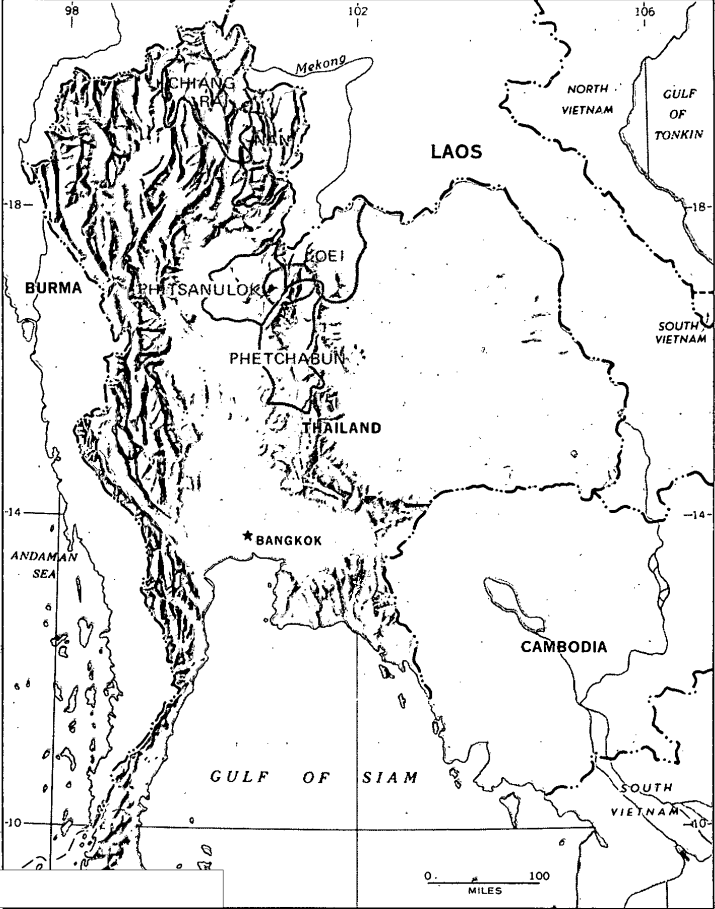 98
102
106
Mekong
CHIANG
RAI
NAN
NORTH
VIETNAM
GULF
OF
TONKIN
LAOS
18
18
LOEI
BURMA
PHITSANULOK
SOUTH
VIETNAM
PHETCHABUN
THAILAND
14
14
BANGKOK
ANDAMAN
SEA
CAMBODIA
GULF OF SIAM
SOUTH
VIETNAM
10
10
0 100
MILES